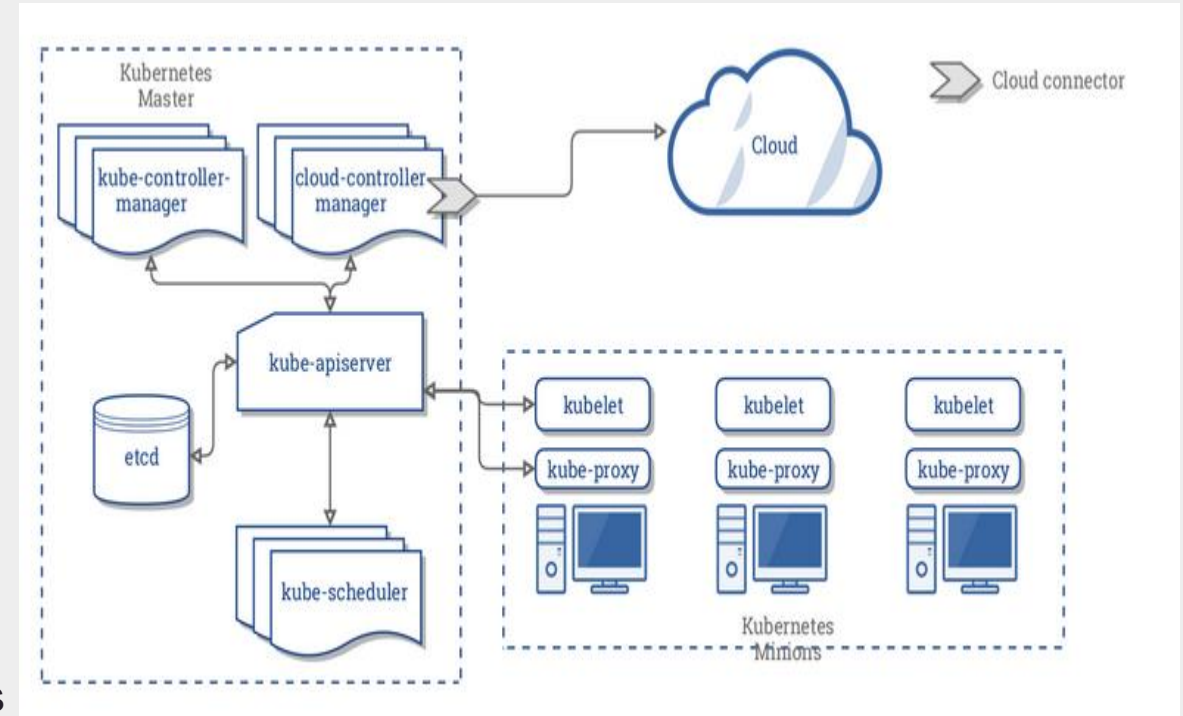 Kubernetes
Master
Cloud connector
Cloud
kube-controller-
manager
cloud-controller
manager
kube-apiserver
etcd
kube-scheduler
kubelet
kubelet
kubelet
kube-proxy
kube-proxy
kube-proxy
Kubernetes
Minions
s